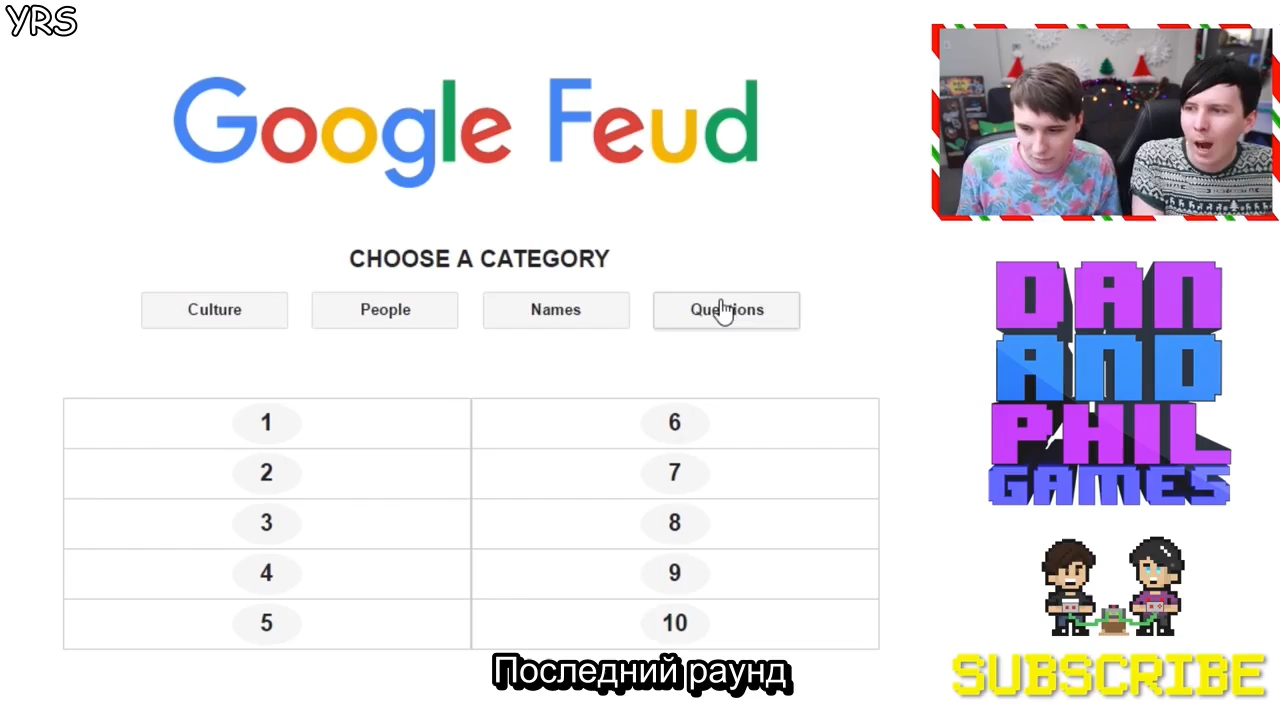 YRS
Google Feud
CHOOSE A CATEGORY
Culture
People
Names
Questions
1
6
2
7
3
8
4
9
5
10
DAN
AND
PHIL
GAMES
SUBSCRIBE
Последний раунд